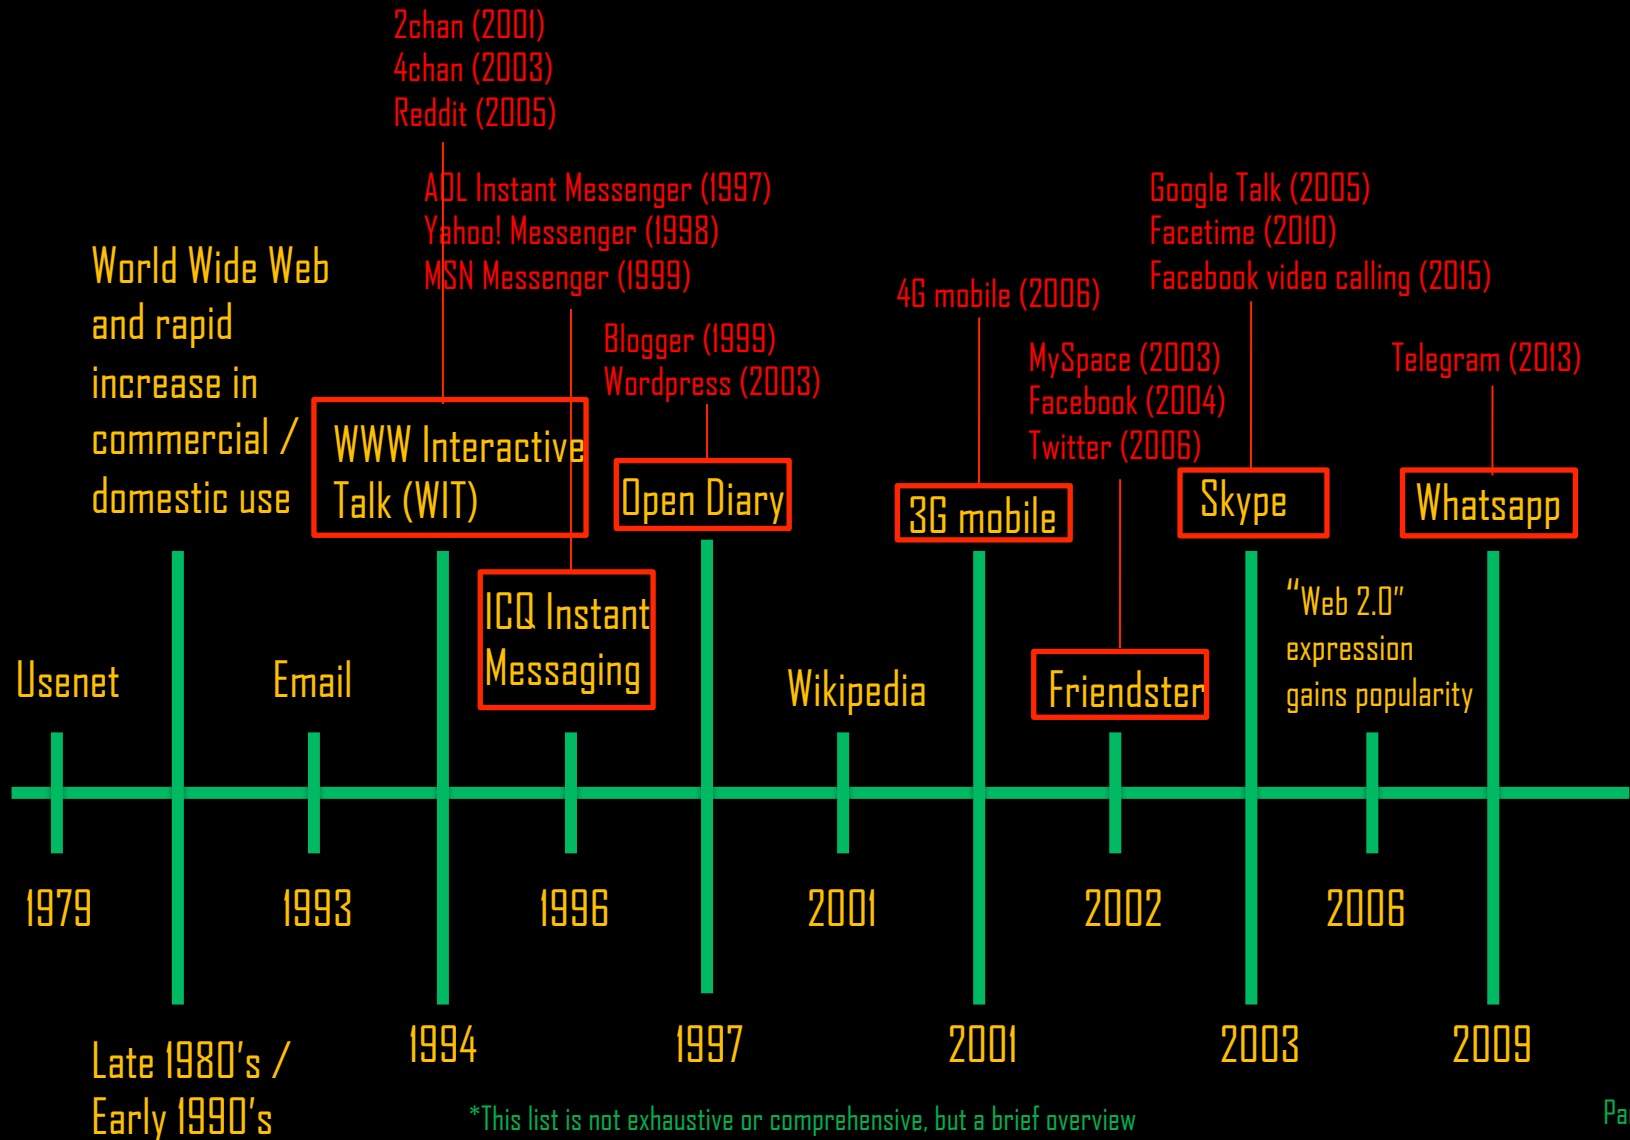 2chan (2001)
4chan (2003)
Reddit (2005)
AOL Instant Messenger (1997)
Yahoo! Messenger (1998)
MSN Messenger (1999)
Google Talk (2005)
Facetime (2010)
Facebook video calling (2015)
World Wide Web
and rapid
increase in
commercial /
domestic use
4G mobile (2006)
Blogger (1999)
Wordpress (2003)
MySpace (2003)
Facebook (2004)
Twitter (2006)
Telegram (2013)
WWW Interactive
Talk (WIT)
Open Diary
3G mobile
Skype
Whatsapp
ICQ Instant
Messaging
"Web 2.0"
expression
gains popularity
Usenet
Email
Wikipedia
Friendster
1979
1993
1996
2001
2002
2006
Late 1980's /
Early 1990's
1994
1997
2001
2003
2009
*This list is not exhaustive or comprehensive, but a brief overview